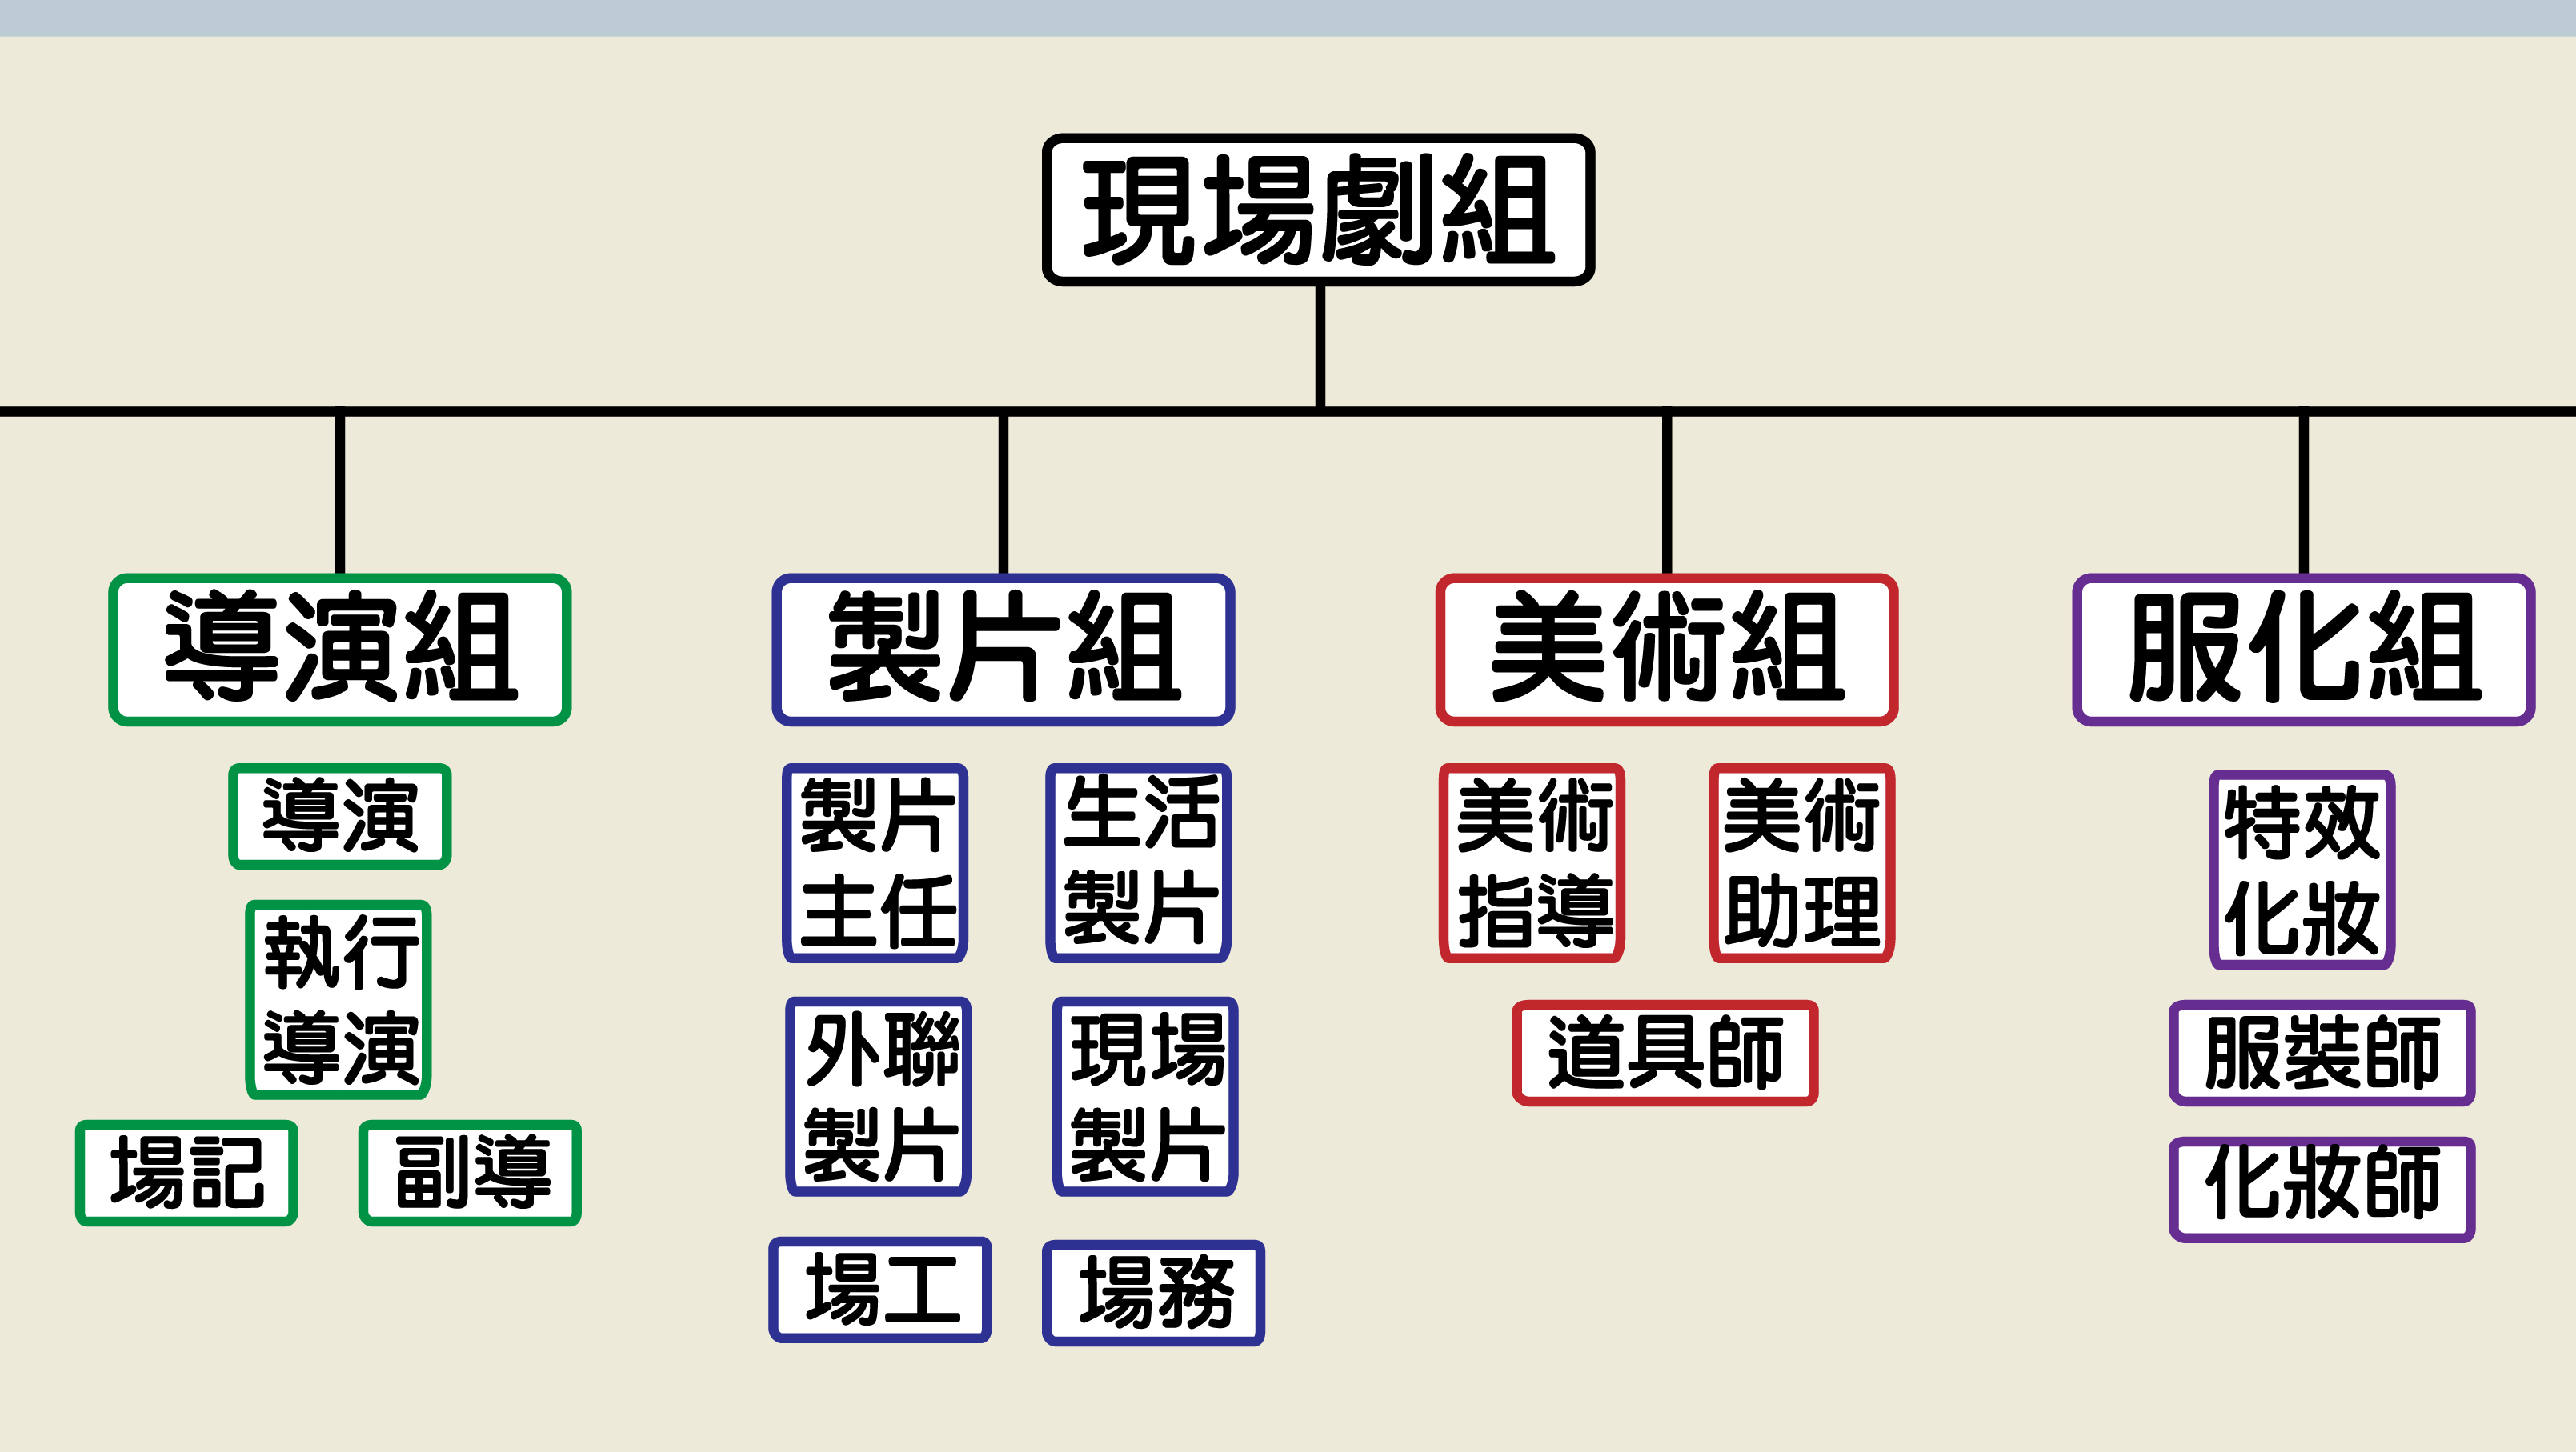 現場劇組
導演組
導演
執行
導演
場記
副導
製片組
製片
主任
生活
製片
外聯
製片
現場
製片
場工
場務
美術組
美術
指導
美術
助理
道具師
服化組
特效
化妝
服裝師
化妝師